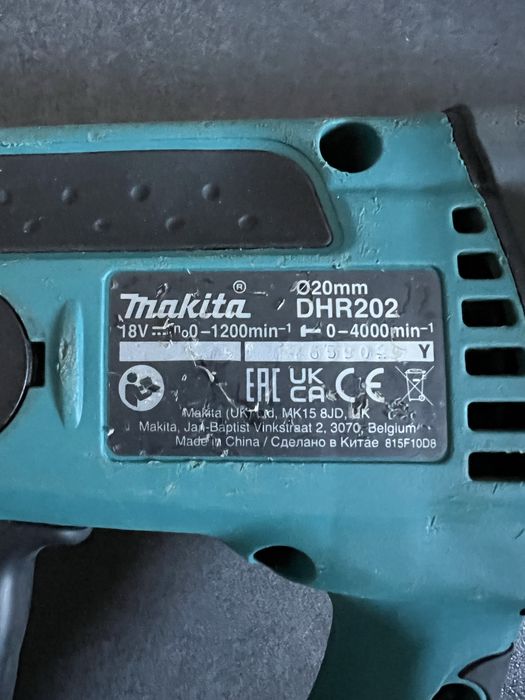 Makita® Ø20mm
DHR202
18V n₀0-1200min⁻¹ 0-4000min⁻¹
Y
EAC UK CA CE
Makita (UK) Ltd, MK15 8JD, UK
Makita, Jan-Baptist Vinkstraat 2, 3070, Belgium
Made in China / Сделано в Китае 815F10D8